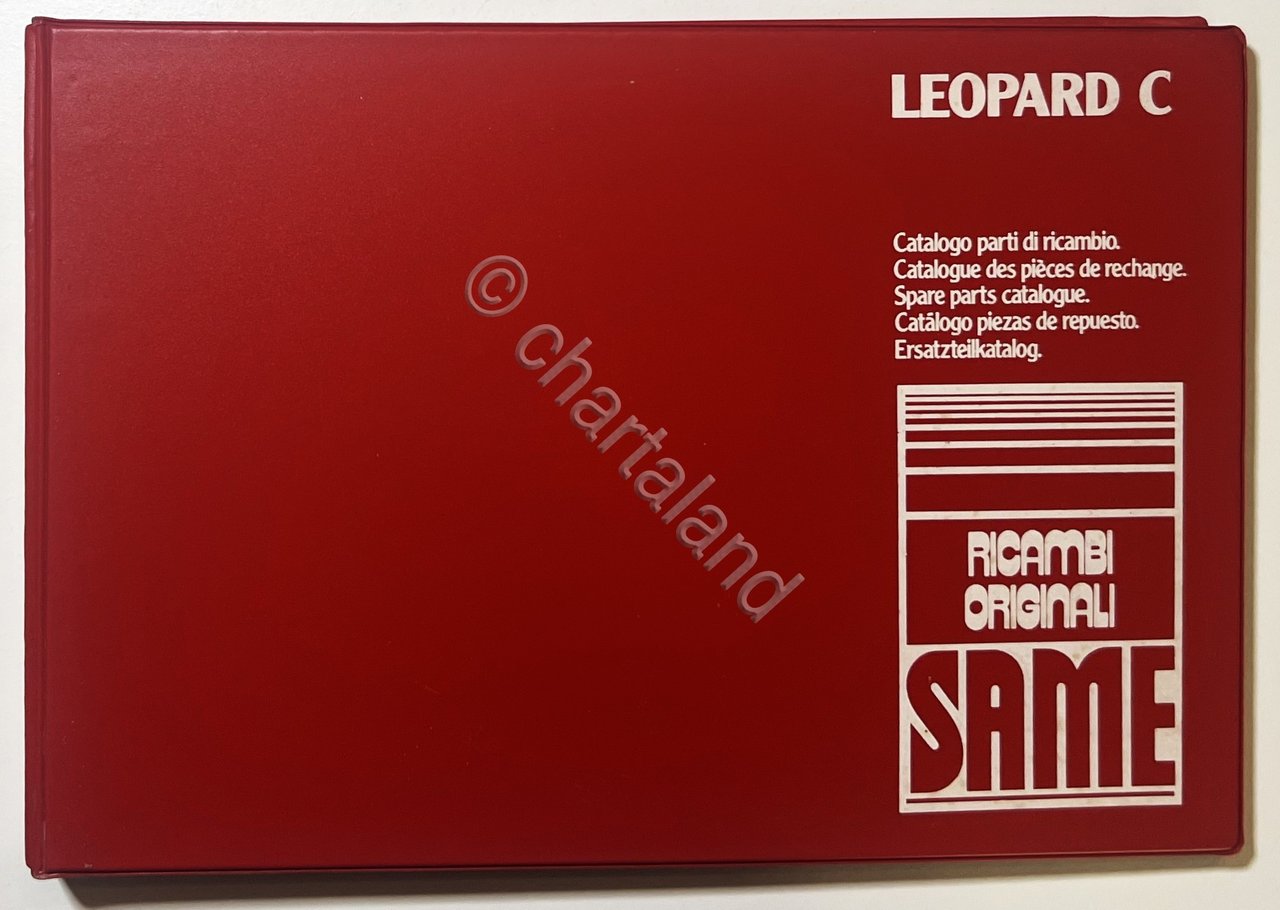 LEOPARD C
Catalogo parti di ricambio.
Catalogue des pièces de rechange.
Spare parts catalogue.
Catálogo piezas de repuesto.
Ersatzteilkatalog.
© chartaland
RICAMBI
ORIGINALI
SAME